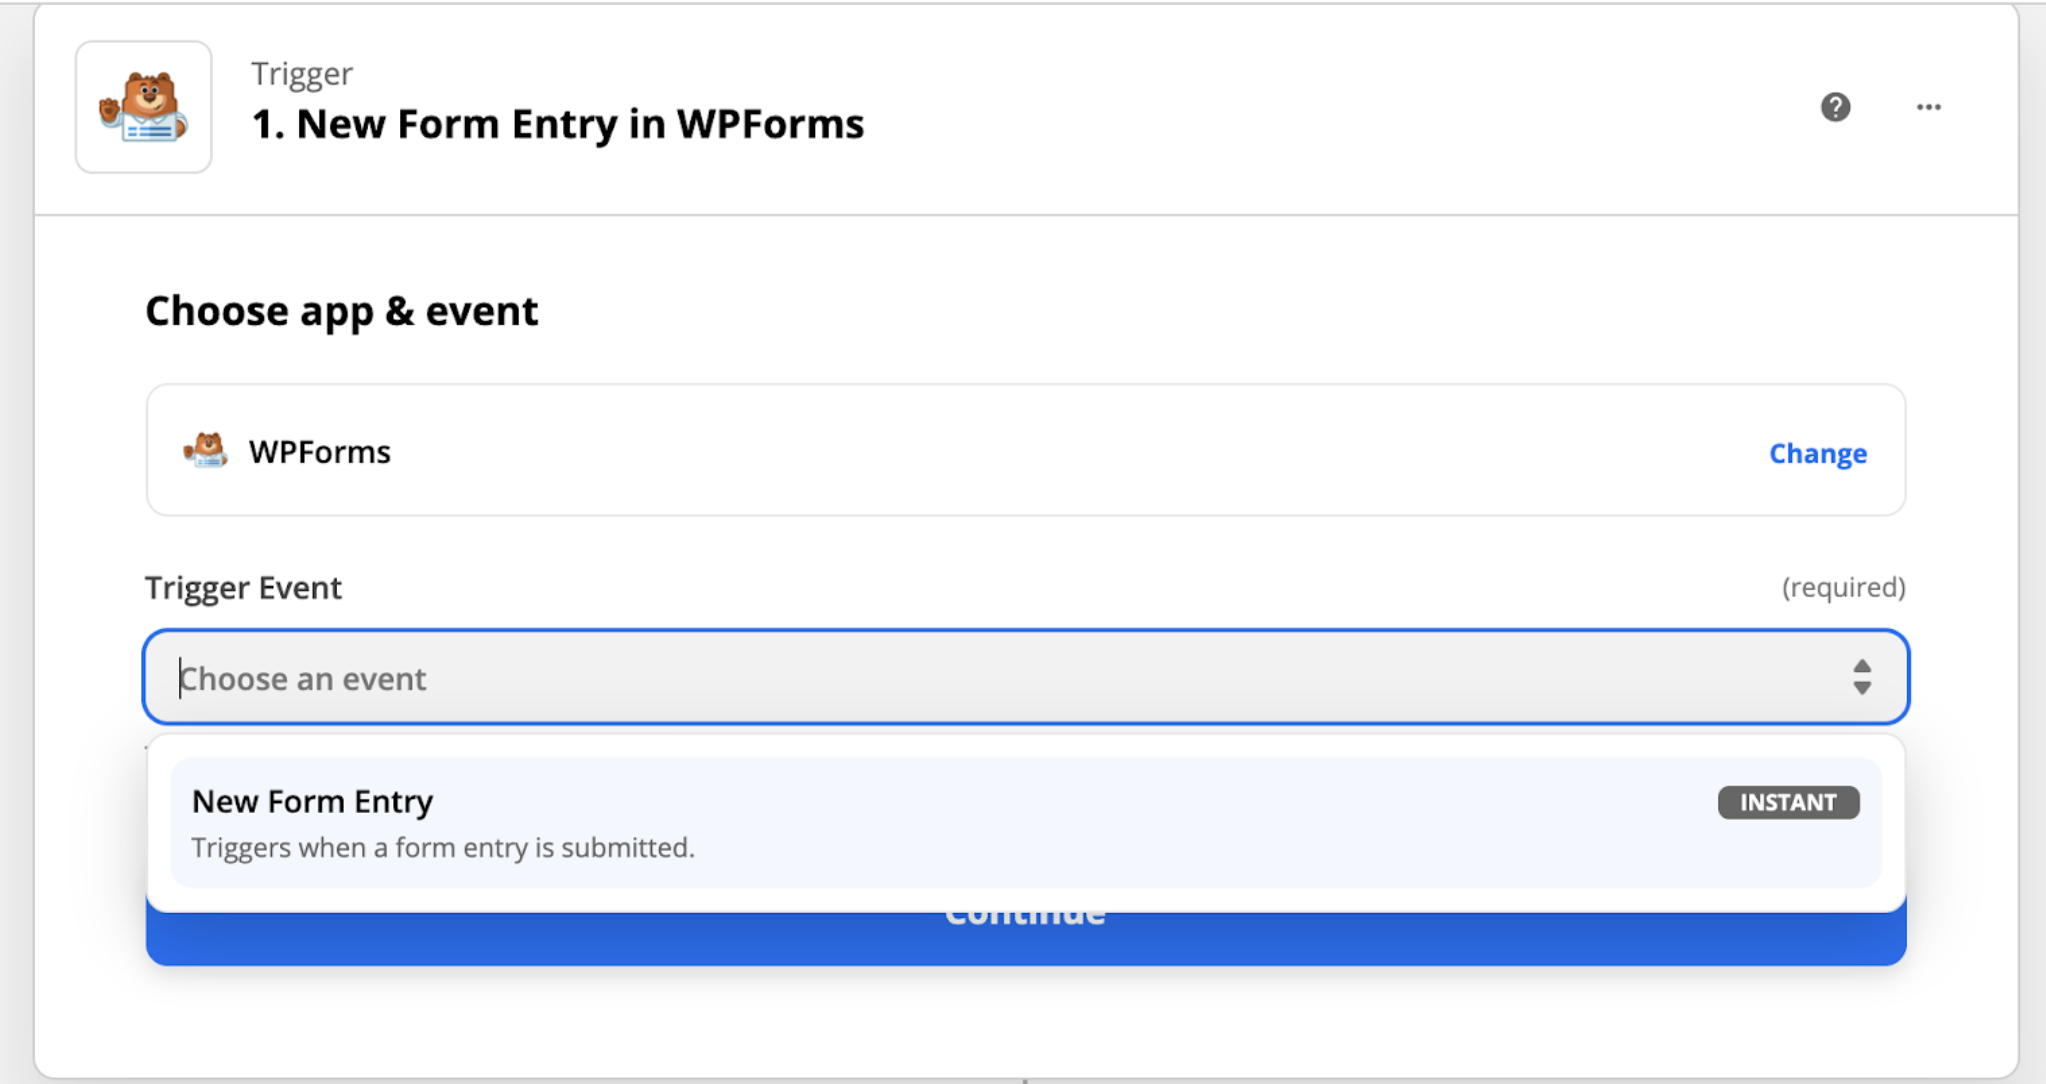 Trigger
1. New Form Entry in WPForms
Choose app & event
WPForms
Change
Trigger Event
(required)
Choose an event
New Form Entry
INSTANT
Triggers when a form entry is submitted.
Continue